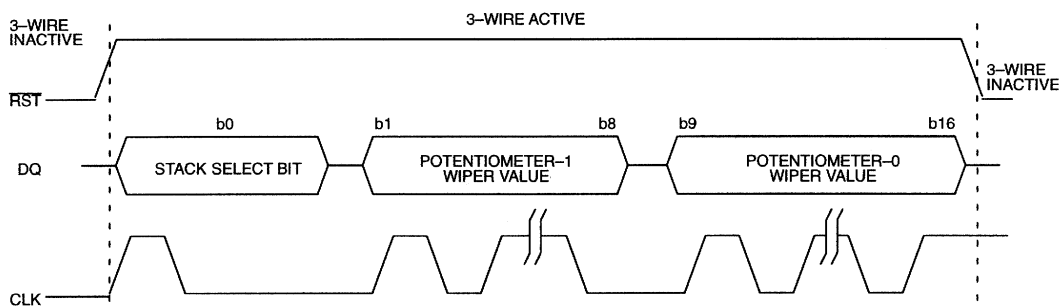 3–WIRE
INACTIVE
3–WIRE ACTIVE
3–WIRE
INACTIVE
RST
b0
b1
b8
b9
b16
DQ
STACK SELECT BIT
POTENTIOMETER–1
WIPER VALUE
POTENTIOMETER–0
WIPER VALUE
CLK